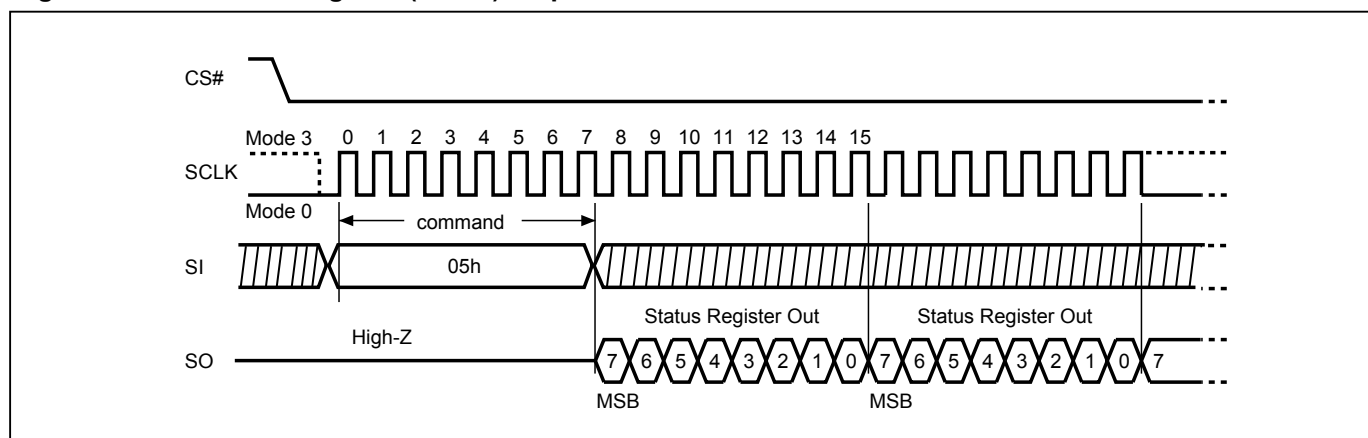 CS#
Mode 3 0 1 2 3 4 5 6 7 8 9 10 11 12 13 14 15
SCLK
Mode 0
command
SI 05h
Status Register Out Status Register Out
High-Z
SO 7 6 5 4 3 2 1 0 7 6 5 4 3 2 1 0 7
MSB MSB